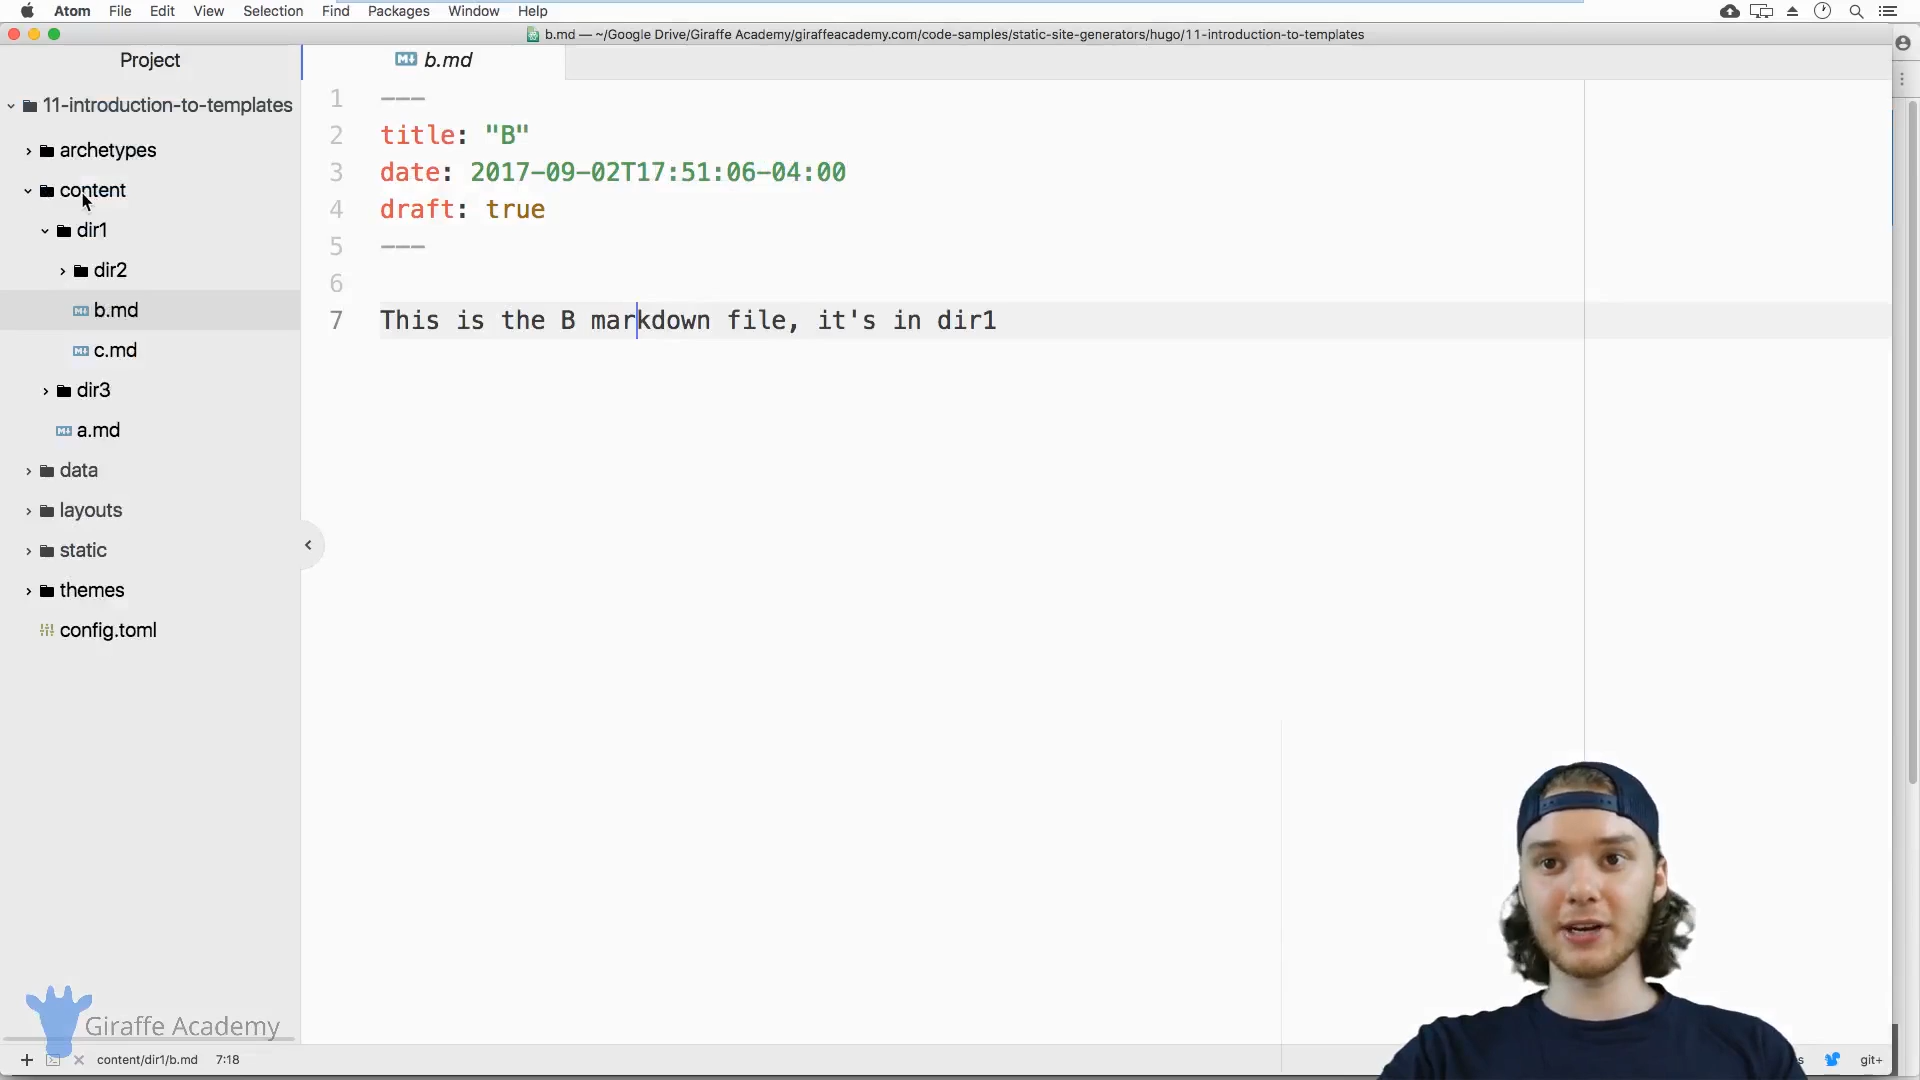 Atom File Edit View Selection Find Packages Window Help
b.md — ~/Google Drive/Giraffe Academy/giraffeacademy.com/code-samples/static-site-generators/hugo/11-introduction-to-templates
Project
b.md
11-introduction-to-templates
archetypes
content
dir1
dir2
b.md
c.md
dir3
a.md
data
layouts
static
themes
config.toml
1 ---
2 title: "B"
3 date: 2017-09-02T17:51:06-04:00
4 draft: true
5 ---
6
7 This is the B markdown file, it's in dir1
Giraffe Academy
content/dir1/b.md 7:18
git+